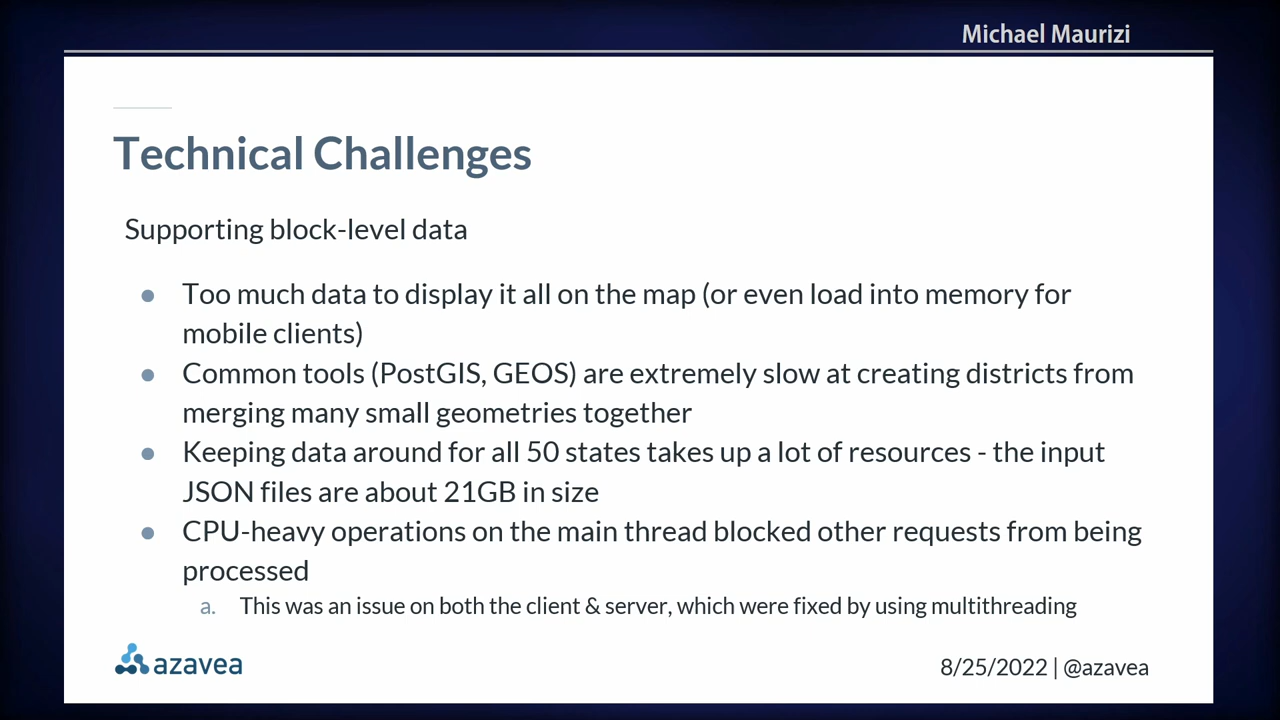 Michael Maurizi
Technical Challenges
Supporting block-level data
● Too much data to display it all on the map (or even load into memory for
mobile clients)
● Common tools (PostGIS, GEOS) are extremely slow at creating districts from
merging many small geometries together
● Keeping data around for all 50 states takes up a lot of resources - the input
JSON files are about 21GB in size
● CPU-heavy operations on the main thread blocked other requests from being
processed
a. This was an issue on both the client & server, which were fixed by using multithreading
azavea
8/25/2022 | @azavea